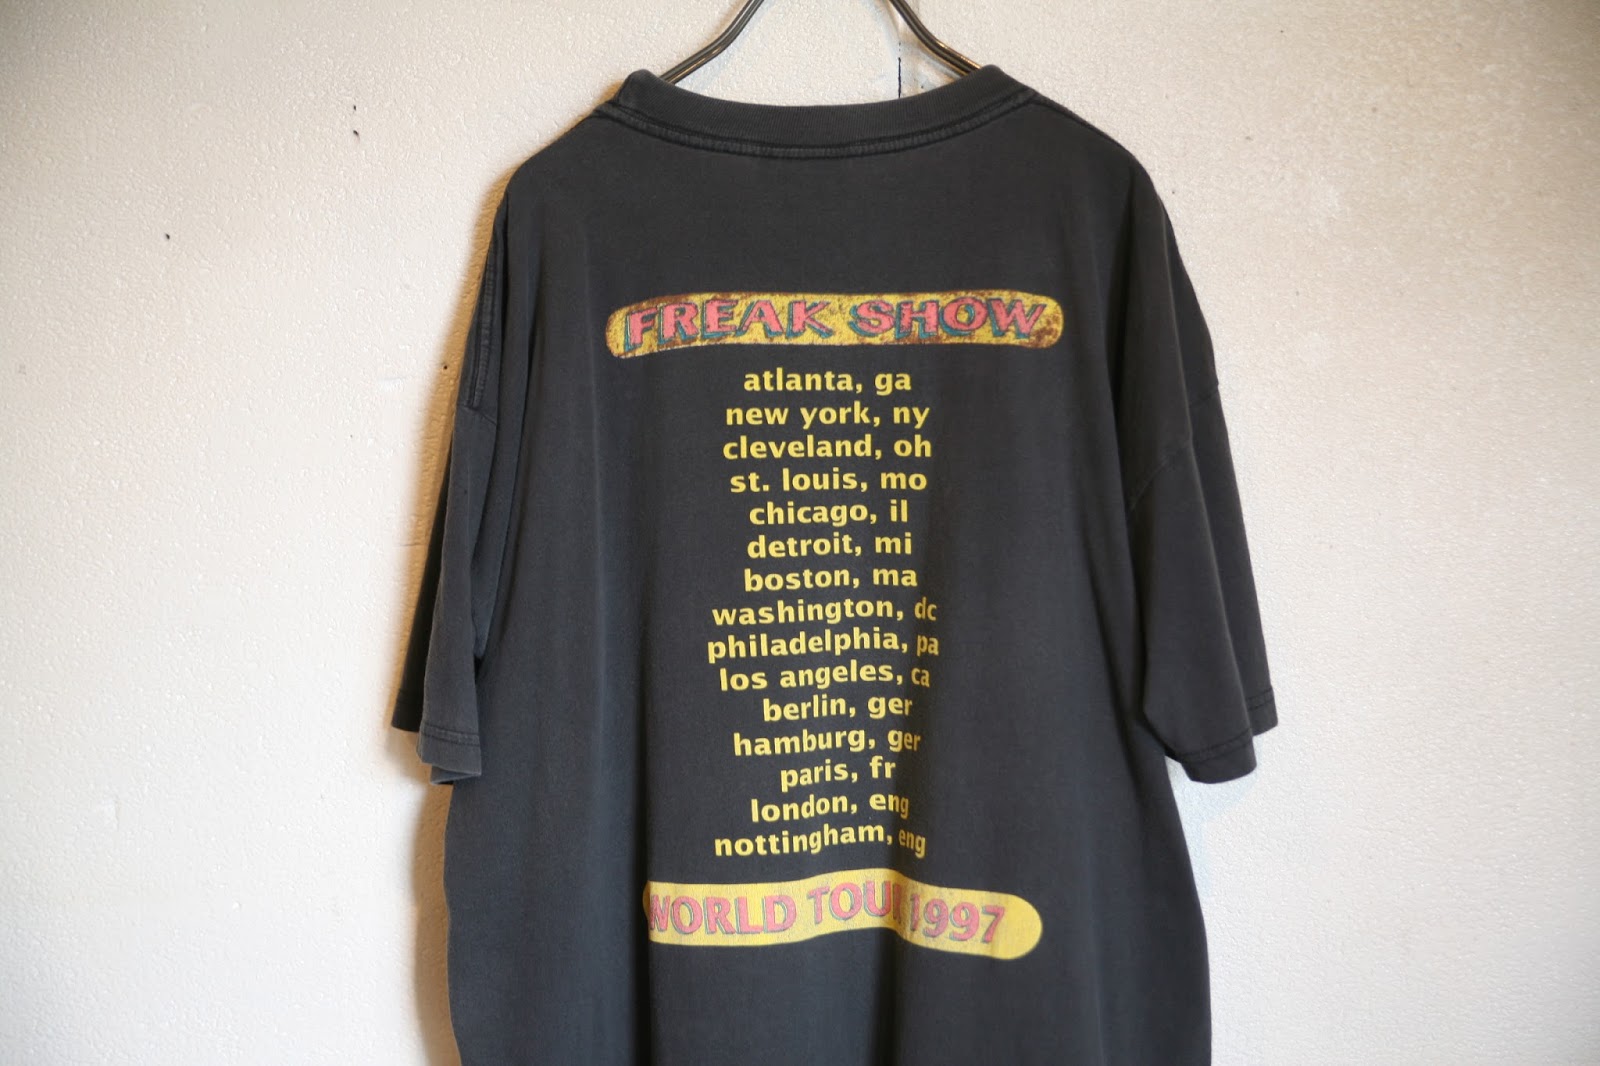 FREAK SHOW
atlanta, ga
new york, ny
cleveland, oh
st. louis, mo
chicago, il
detroit, mi
boston, ma
washington, dc
philadelphia, pa
los angeles, ca
berlin, ger
hamburg, ger
paris, fr
london, eng
nottingham, eng
WORLD TOUR 1997